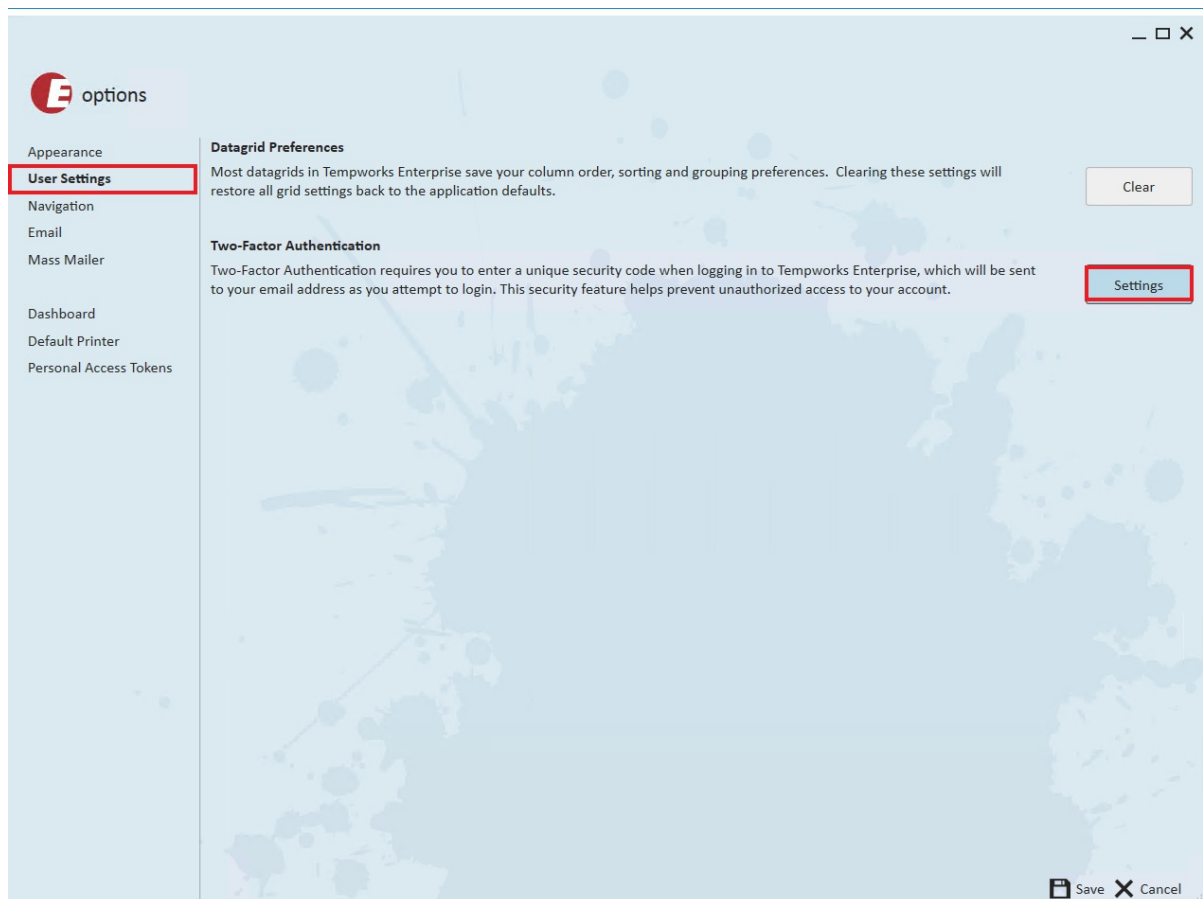 E options
Appearance
User Settings
Navigation
Email
Mass Mailer
Dashboard
Default Printer
Personal Access Tokens
Datagrid Preferences
Most datagrids in Tempworks Enterprise save your column order, sorting and grouping preferences.  Clearing these settings will
restore all grid settings back to the application defaults.
Clear
Two-Factor Authentication
Two-Factor Authentication requires you to enter a unique security code when logging in to Tempworks Enterprise, which will be sent
to your email address as you attempt to login. This security feature helps prevent unauthorized access to your account.
Settings
Save Cancel